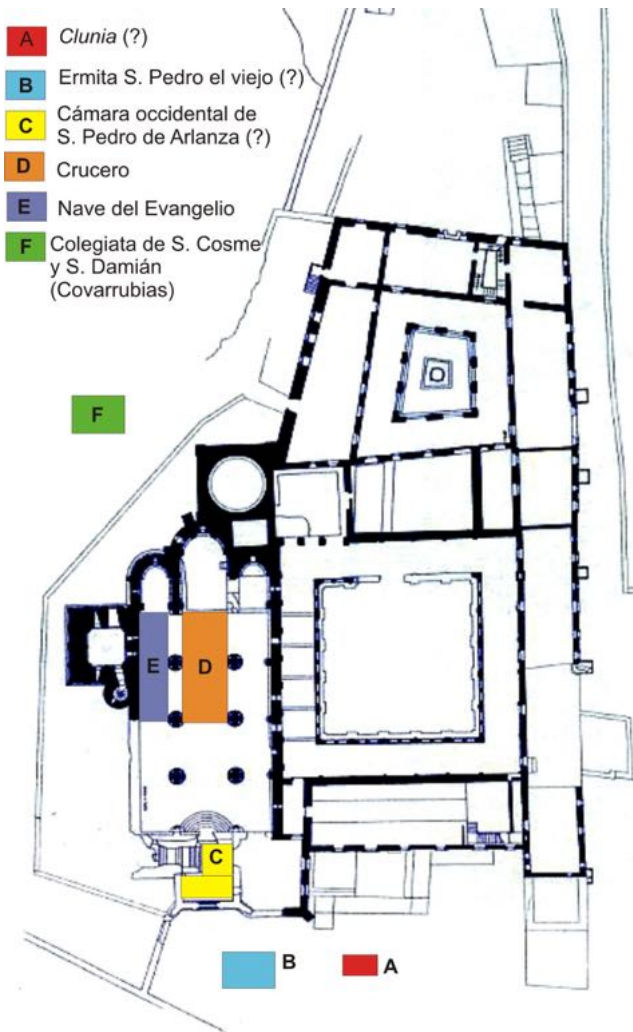 A Clunia (?)
B Ermita S. Pedro el viejo (?)
C Cámara occidental de
S. Pedro de Arlanza (?)
D Crucero
E Nave del Evangelio
F Colegiata de S. Cosme
y S. Damián
(Covarrubias)
F
E
D
C
B
A